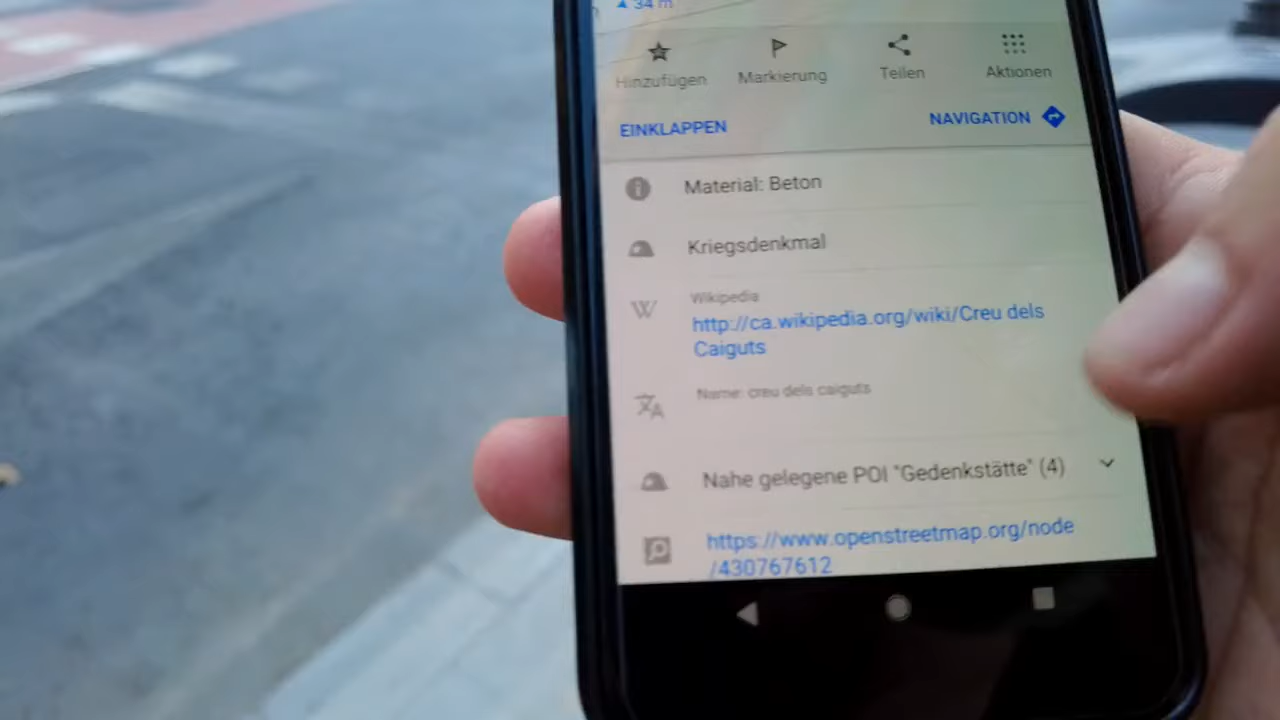 34 m
Hinzufügen Markierung Teilen Aktionen
EINKLAPPEN NAVIGATION
Material: Beton
Kriegsdenkmal
Wikipedia
http://ca.wikipedia.org/wiki/Creu dels
Caiguts
Name: creu dels caiguts
Nahe gelegene POI "Gedenkstätte" (4)
https://www.openstreetmap.org/node
/430767612